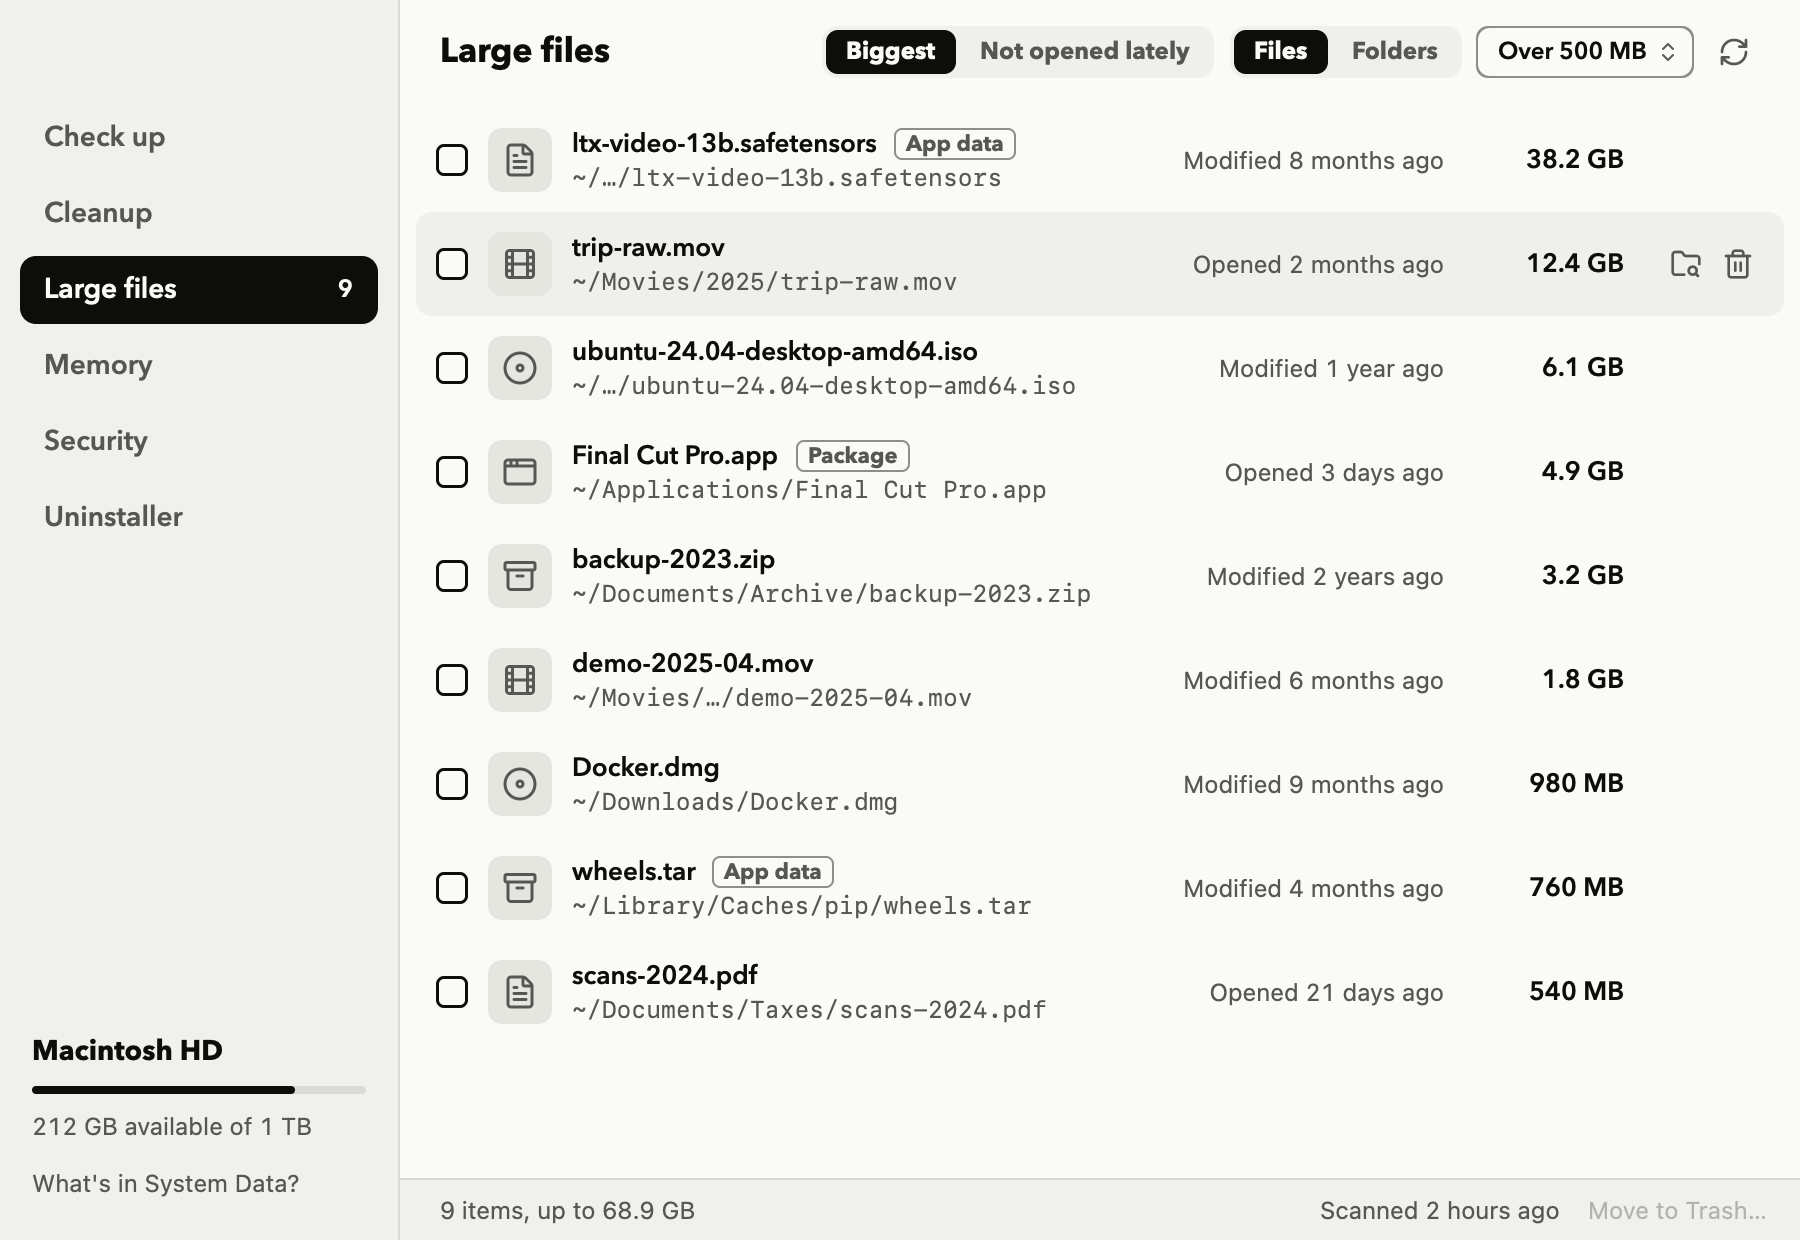 Large files
Biggest
Not opened lately
Files
Folders
Over 500 MB
Check up
Cleanup
Large files 9
Memory
Security
Uninstaller
ltx-video-13b.safetensors App data
~/…/ltx-video-13b.safetensors
Modified 8 months ago
38.2 GB
trip-raw.mov
~/Movies/2025/trip-raw.mov
Opened 2 months ago
12.4 GB
ubuntu-24.04-desktop-amd64.iso
~/…/ubuntu-24.04-desktop-amd64.iso
Modified 1 year ago
6.1 GB
Final Cut Pro.app Package
~/Applications/Final Cut Pro.app
Opened 3 days ago
4.9 GB
backup-2023.zip
~/Documents/Archive/backup-2023.zip
Modified 2 years ago
3.2 GB
demo-2025-04.mov
~/Movies/…/demo-2025-04.mov
Modified 6 months ago
1.8 GB
Docker.dmg
~/Downloads/Docker.dmg
Modified 9 months ago
980 MB
wheels.tar App data
~/Library/Caches/pip/wheels.tar
Modified 4 months ago
760 MB
scans-2024.pdf
~/Documents/Taxes/scans-2024.pdf
Opened 21 days ago
540 MB
Macintosh HD
212 GB available of 1 TB
What's in System Data?
9 items, up to 68.9 GB
Scanned 2 hours ago
Move to Trash…